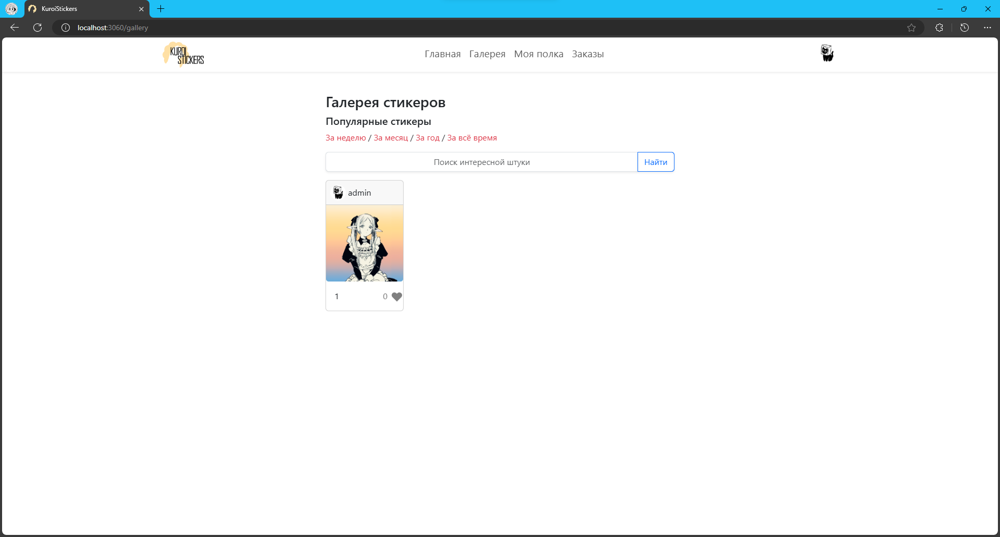 KuroiStickers
localhost:3060/gallery
KUROI
STICKERS
Главная Галерея Моя полка Заказы
Галерея стикеров
Популярные стикеры
За неделю / За месяц / За год / За всё время
Поиск интересной штуки Найти
admin
1 0